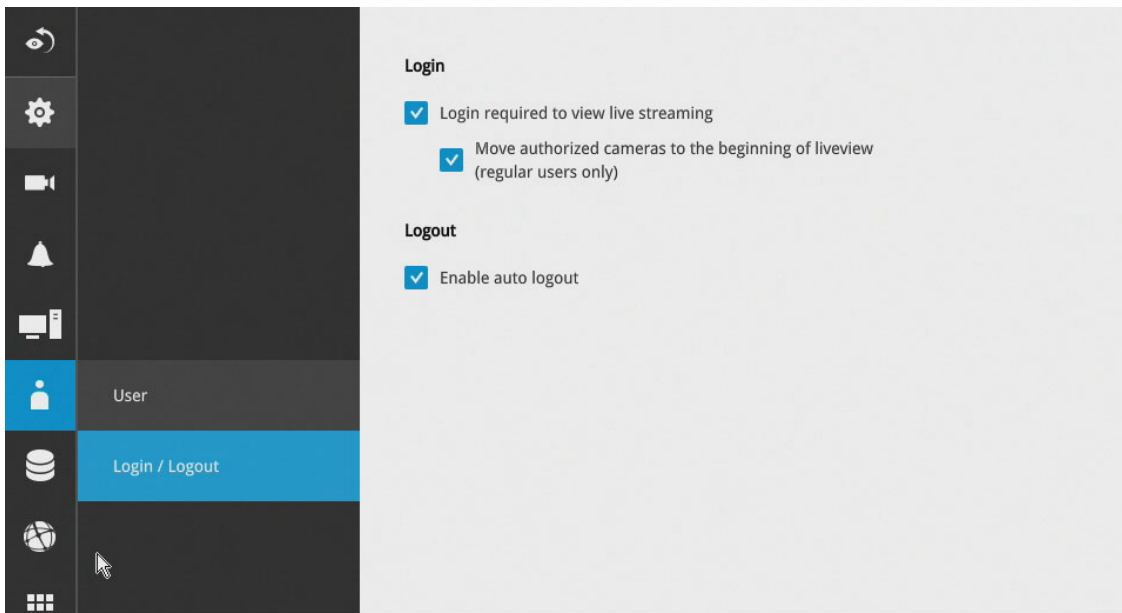 Login
Login required to view live streaming
Move authorized cameras to the beginning of liveview
(regular users only)
Logout
Enable auto logout
User
Login / Logout